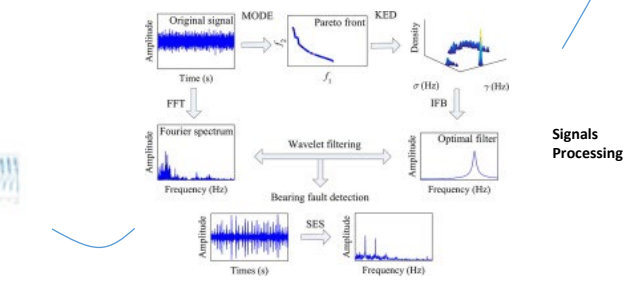 Original signal
MODE
Pareto front
KED
Amplitude
f₂
Density
Time (s)
f₁
σ (Hz)
γ (Hz)
FFT
IFB
Fourier spectrum
Wavelet filtering
Optimal filter
Amplitude
Amplitude
Signals
Processing
Frequency (Hz)
Frequency (Hz)
Bearing fault detection
Amplitude
SES
Amplitude
Times (s)
Frequency (Hz)